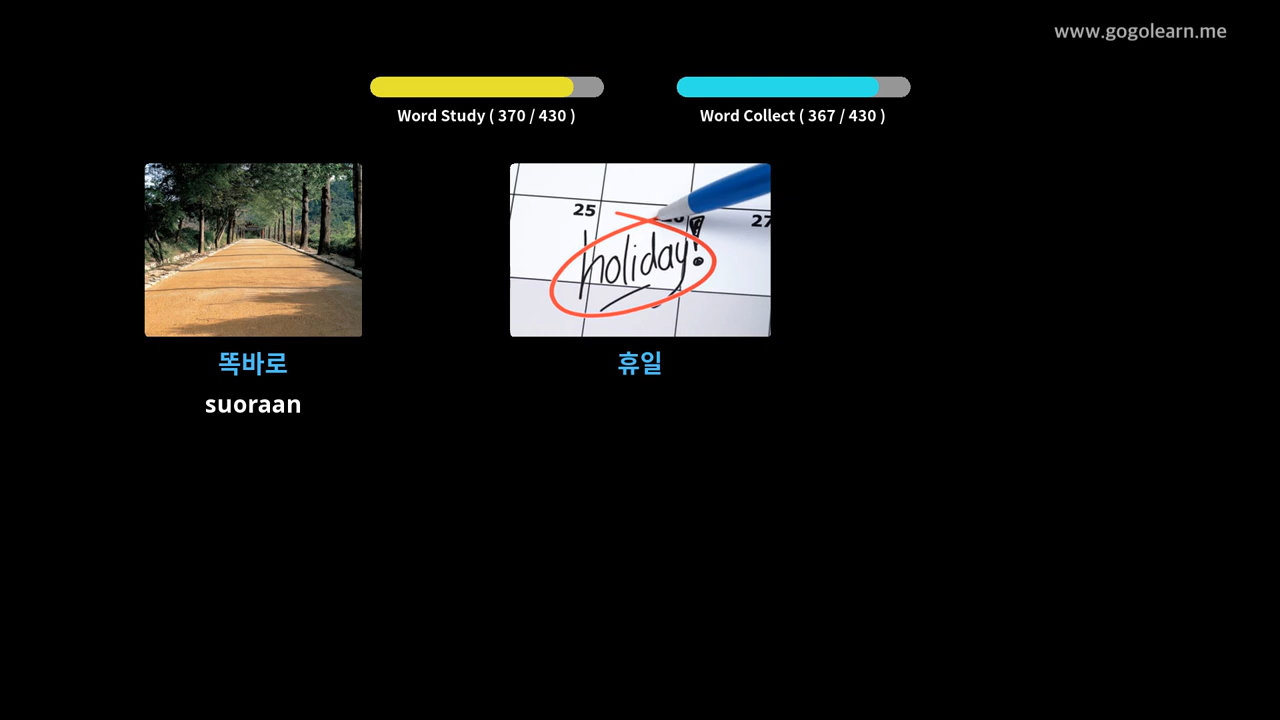 www.gogolearn.me
Word Study ( 370 / 430 )
Word Collect ( 367 / 430 )
25
27
holiday!
똑바로
휴일
suoraan